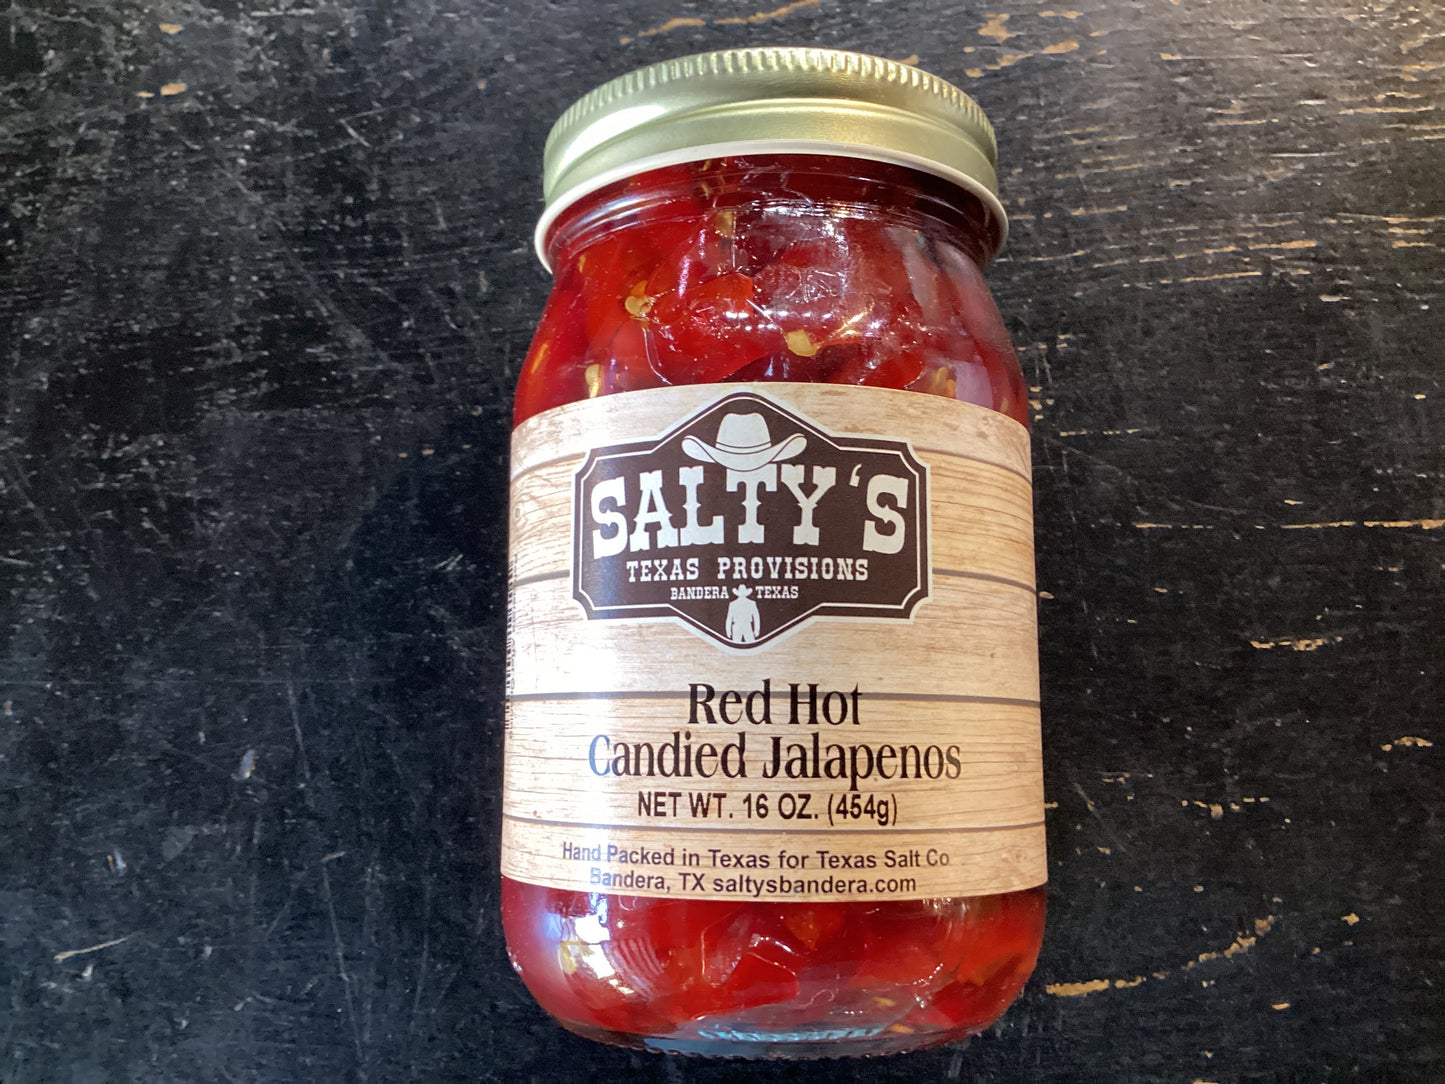 SALTY'S
TEXAS PROVISIONS
BANDERA TEXAS
Red Hot
Candied Jalapenos
NET WT. 16 OZ. (454g)
Hand Packed in Texas for Texas Salt Co
Bandera, TX saltysbandera.com